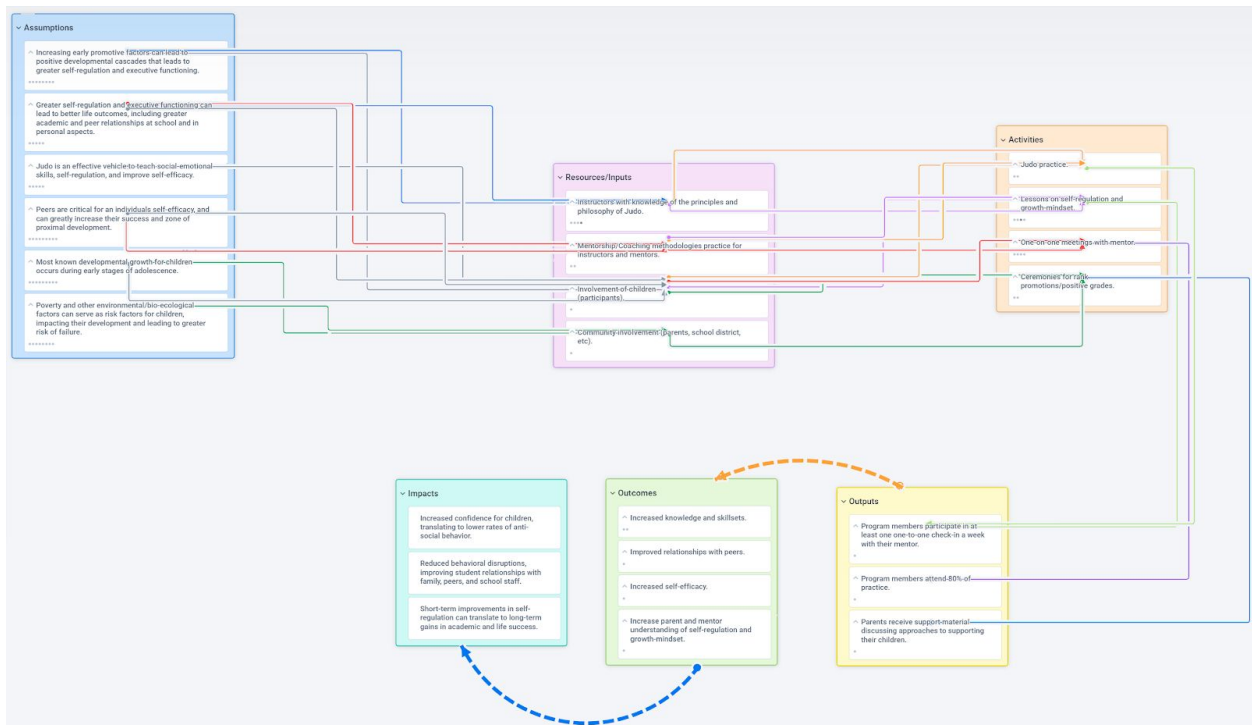 Assumptions
Increasing early promotive factors can lead to
positive developmental cascades that leads to
greater self-regulation and executive functioning.
Greater self-regulation and executive functioning can
lead to better life outcomes, including greater
academic and peer relationships at school and in
personal aspects.
Judo is an effective vehicle to teach social-emotional
skills, self-regulation, and improve self-efficacy.
Peers are critical for an individuals self-efficacy, and
can greatly increase their success and zone of
proximal development.
Most known developmental growth for children
occurs during early stages of adolescence.
Poverty and other environmental/bio-ecological
factors can serve as risk factors for children,
impacting their development and leading to greater
risk of failure.
Resources/Inputs
Instructors with knowledge of the principles and
philosophy of Judo.
Mentorship/Coaching methodologies practice for
instructors and mentors.
Involvement of children
(participants).
Community involvement (parents, school district,
etc).
Activities
Judo practice.
Lessons on self-regulation and
growth-mindset.
One-on-one meetings with mentor.
Ceremonies for rank
promotions/positive grades.
Impacts
Increased confidence for children,
translating to lower rates of anti-
social behavior.
Reduced behavioral disruptions,
improving student relationships with
family, peers, and school staff.
Short-term improvements in self-
regulation can translate to long-term
gains in academic and life success.
Outcomes
Increased knowledge and skillsets.
Improved relationships with peers.
Increased self-efficacy.
Increase parent and mentor
understanding of self-regulation and
growth-mindset.
Outputs
Program members participate in at
least one one-to-one check-in a week
with their mentor.
Program members attend 80% of
practice.
Parents receive support material
discussing approaches to supporting
their children.